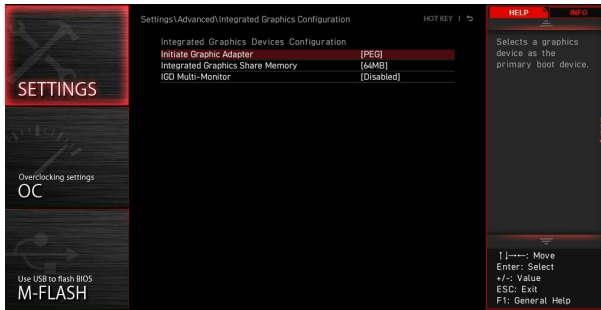 Settings\Advanced\Integrated Graphics Configuration
HOT KEY | ⮌
HELP
INFO
Integrated Graphics Devices Configuration
Initiate Graphic Adapter [PEG]
Integrated Graphics Share Memory [64MB]
IGD Multi-Monitor [Disabled]
Selects a graphics
device as the
primary boot device.
SETTINGS
Overclocking settings
OC
Use USB to flash BIOS
M-FLASH
↑↓→←: Move
Enter: Select
+/-: Value
ESC: Exit
F1: General Help